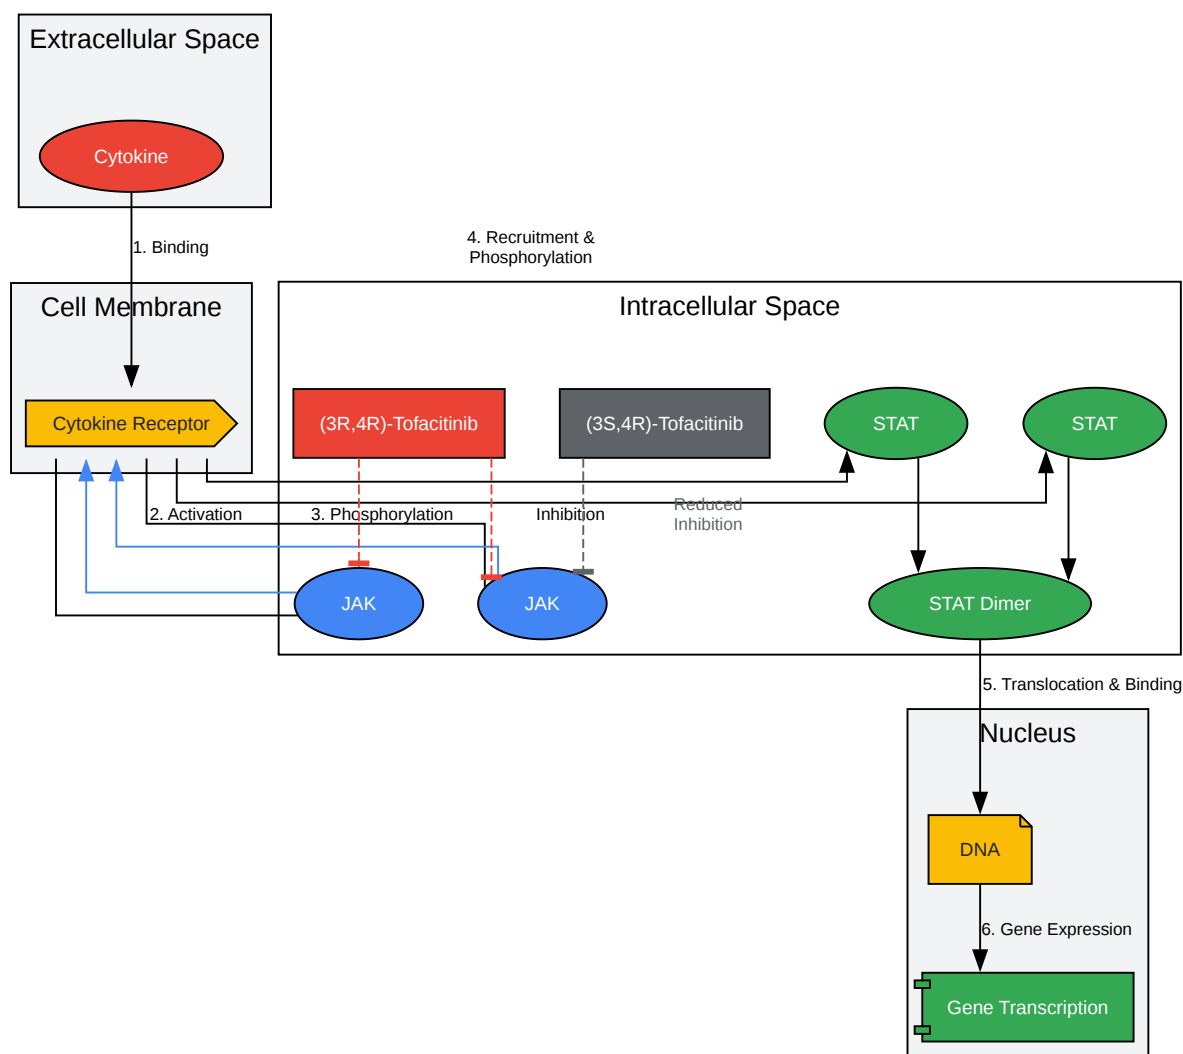 Extracellular Space
Cytokine
1. Binding
4. Recruitment &
Phosphorylation
Cell Membrane
Intracellular Space
Cytokine Receptor
(3R,4R)-Tofacitinib
(3S,4R)-Tofacitinib
STAT
STAT
2. Activation
3. Phosphorylation
Inhibition
Reduced
Inhibition
JAK
JAK
STAT Dimer
5. Translocation & Binding
Nucleus
DNA
6. Gene Expression
Gene Transcription